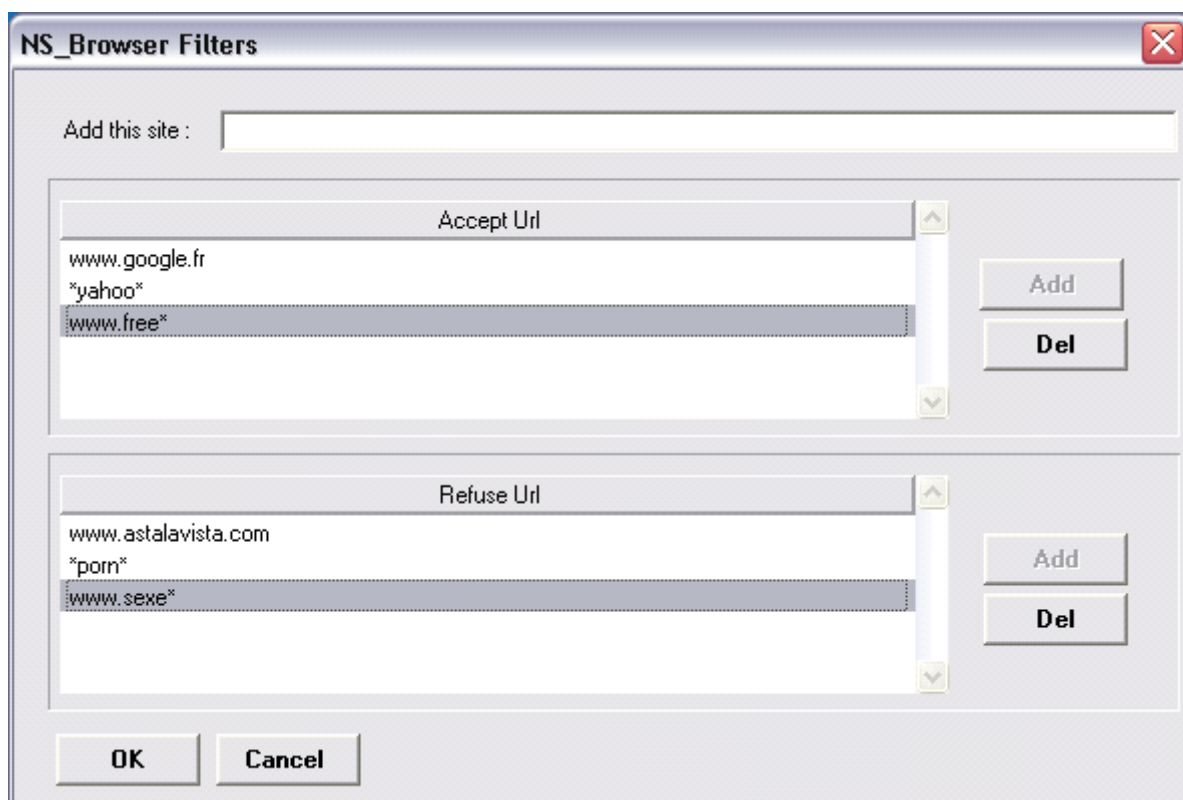 NS_Browser Filters
Add this site :
Accept Url
www.google.fr
*yahoo*
www.free*
Add
Del
Refuse Url
www.astalavista.com
*porn*
www.sexe*
Add
Del
OK
Cancel